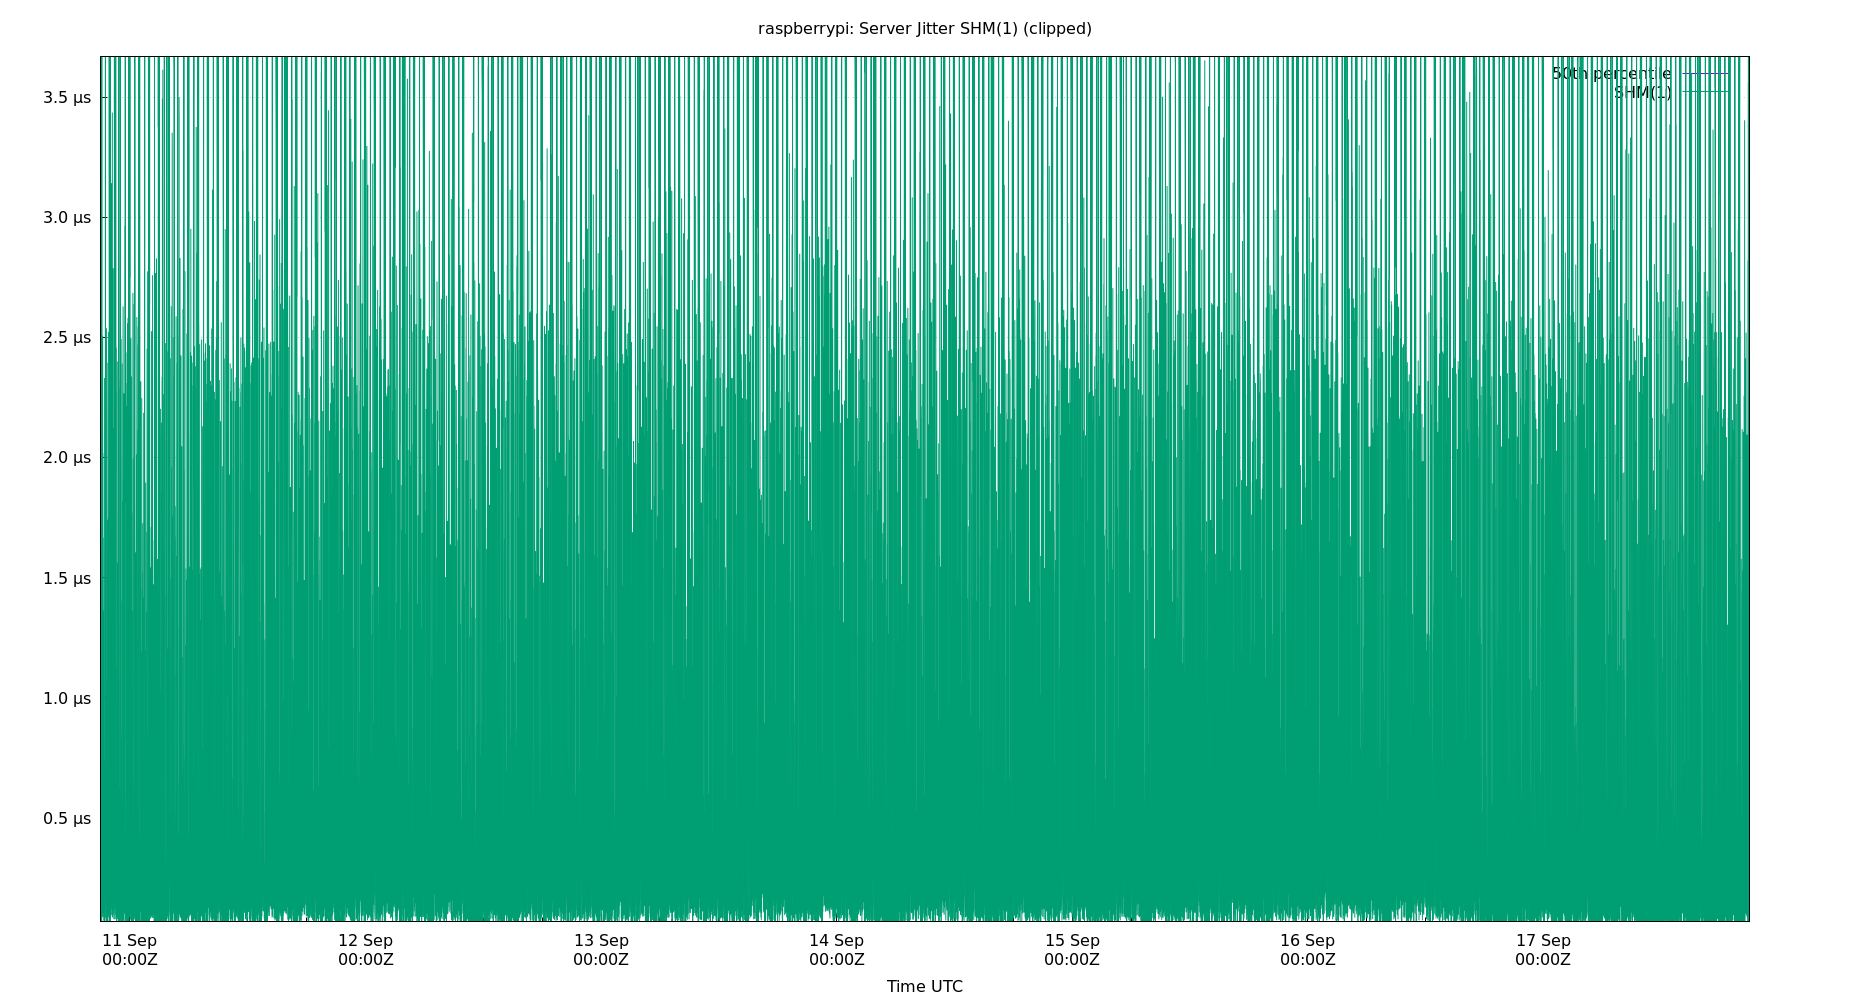 raspberrypi: Server Jitter SHM(1) (clipped)
50th percentile
SHM(1)
3.5 μs
3.0 μs
2.5 μs
2.0 μs
1.5 μs
1.0 μs
0.5 μs
11 Sep 12 Sep 13 Sep 14 Sep 15 Sep 16 Sep 17 Sep
00:00Z 00:00Z 00:00Z 00:00Z 00:00Z 00:00Z 00:00Z
Time UTC